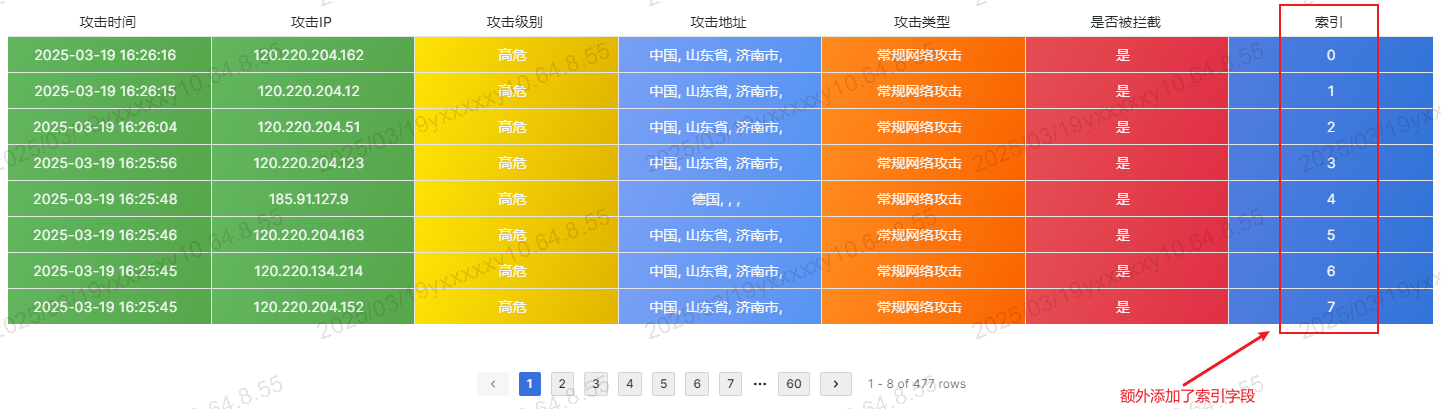 攻击时间 攻击IP 攻击级别 攻击地址 攻击类型 是否被拦截 索引
2025-03-19 16:26:16 120.220.204.162 高危 中国, 山东省, 济南市, 常规网络攻击 是 0
2025-03-19 16:26:15 120.220.204.12 高危 中国, 山东省, 济南市, 常规网络攻击 是 1
2025-03-19 16:26:04 120.220.204.51 高危 中国, 山东省, 济南市, 常规网络攻击 是 2
2025-03-19 16:25:56 120.220.204.123 高危 中国, 山东省, 济南市, 常规网络攻击 是 3
2025-03-19 16:25:48 185.91.127.9 高危 德国, , , 常规网络攻击 是 4
2025-03-19 16:25:46 120.220.204.163 高危 中国, 山东省, 济南市, 常规网络攻击 是 5
2025-03-19 16:25:45 120.220.134.214 高危 中国, 山东省, 济南市, 常规网络攻击 是 6
2025-03-19 16:25:45 120.220.204.152 高危 中国, 山东省, 济南市, 常规网络攻击 是 7
1 2 3 4 5 6 7 ••• 60 1 - 8 of 477 rows
额外添加了索引字段